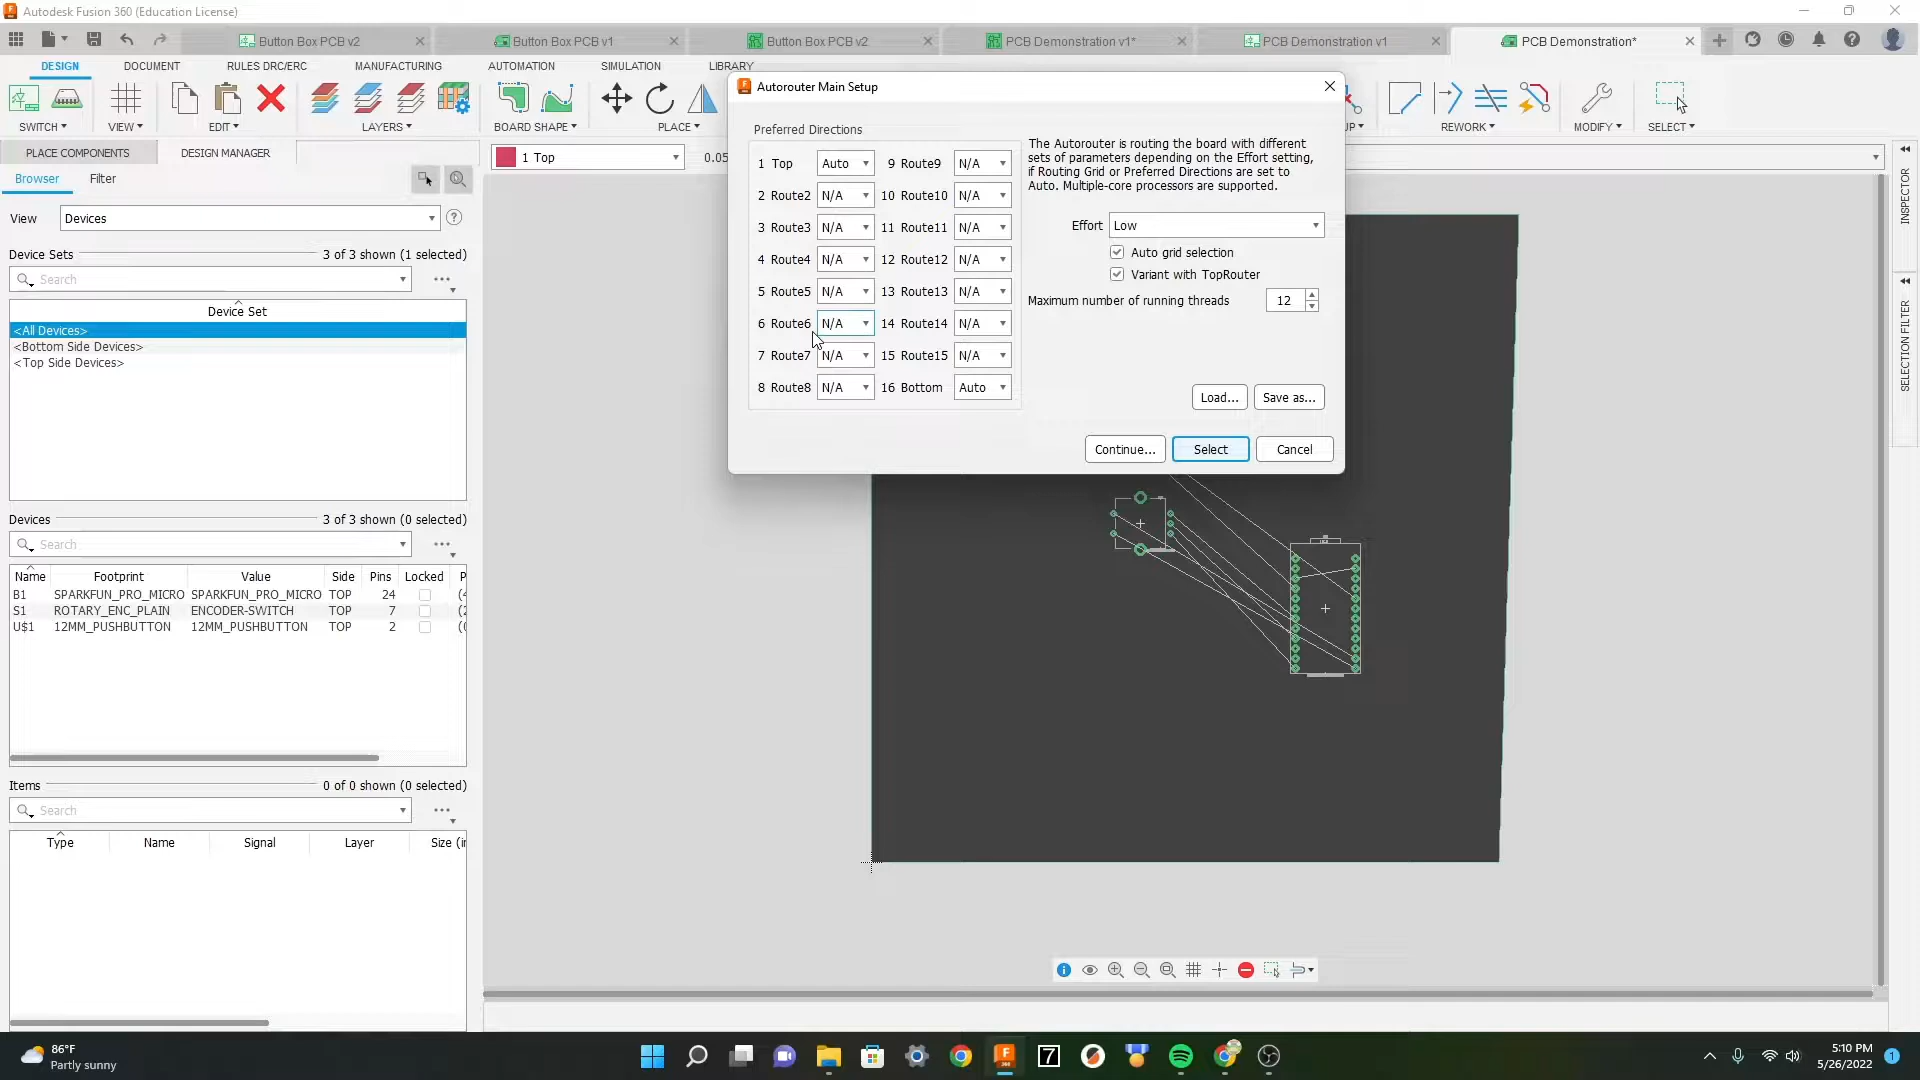 Autodesk Fusion 360 (Education License)
Button Box PCB v2
Button Box PCB v1
Button Box PCB v2
PCB Demonstration v1*
PCB Demonstration v1
PCB Demonstration*
DESIGN
DOCUMENT
RULES DRC/ERC
MANUFACTURING
AUTOMATION
SIMULATION
LIBRARY
SWITCH
VIEW
EDIT
LAYERS
BOARD SHAPE
PLACE
REWORK
MODIFY
SELECT
PLACE COMPONENTS
DESIGN MANAGER
1 Top
0.05
Browser
Filter
View
Devices
Device Sets
3 of 3 shown (1 selected)
Search
Device Set
<All Devices>
<Bottom Side Devices>
<Top Side Devices>
Devices
3 of 3 shown (0 selected)
Search
Name Footprint Value Side Pins Locked P
B1 SPARKFUN_PRO_MICRO SPARKFUN_PRO_MICRO TOP 24
S1 ROTARY_ENC_PLAIN ENCODER-SWITCH TOP 7
U$1 12MM_PUSHBUTTON 12MM_PUSHBUTTON TOP 2
Items
0 of 0 shown (0 selected)
Search
Type Name Signal Layer Size (i
Autorouter Main Setup
Preferred Directions
1 Top Auto 9 Route9 N/A
2 Route2 N/A 10 Route10 N/A
3 Route3 N/A 11 Route11 N/A
4 Route4 N/A 12 Route12 N/A
5 Route5 N/A 13 Route13 N/A
6 Route6 N/A 14 Route14 N/A
7 Route7 N/A 15 Route15 N/A
8 Route8 N/A 16 Bottom Auto
The Autorouter is routing the board with different
sets of parameters depending on the Effort setting,
if Routing Grid or Preferred Directions are set to
Auto. Multiple-core processors are supported.
Effort Low
Auto grid selection
Variant with TopRouter
Maximum number of running threads 12
Load...
Save as...
Continue...
Select
Cancel
INSPECTOR
SELECTION FILTER
86°F
Partly sunny
7
5:10 PM
5/26/2022
1